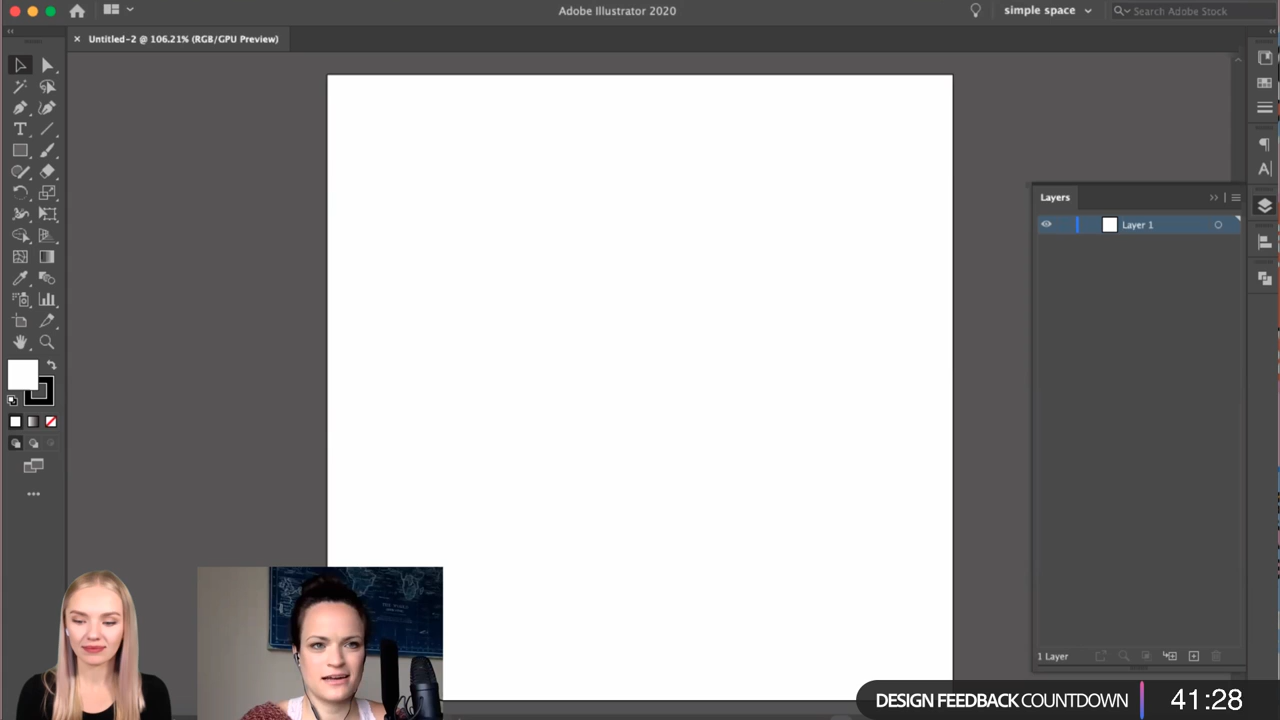 Adobe Illustrator 2020
simple space
Search Adobe Stock
Untitled-2 @ 106.21% (RGB/GPU Preview)
Layers
Layer 1
1 Layer
DESIGN FEEDBACK COUNTDOWN
41:28